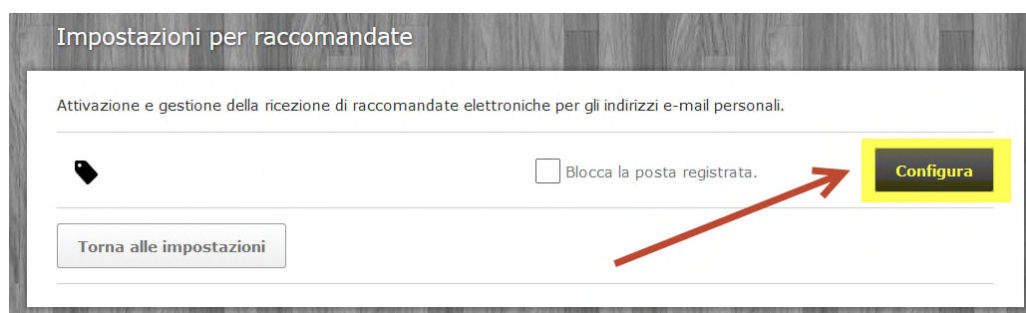 Impostazioni per raccomandate
Attivazione e gestione della ricezione di raccomandate elettroniche per gli indirizzi e-mail personali.
Blocca la posta registrata. Configura
Torna alle impostazioni